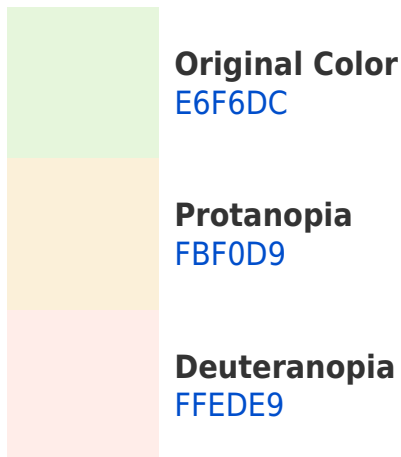 Original Color
E6F6DC
Protanopia
FBF0D9
Deuteranopia
FFEDE9